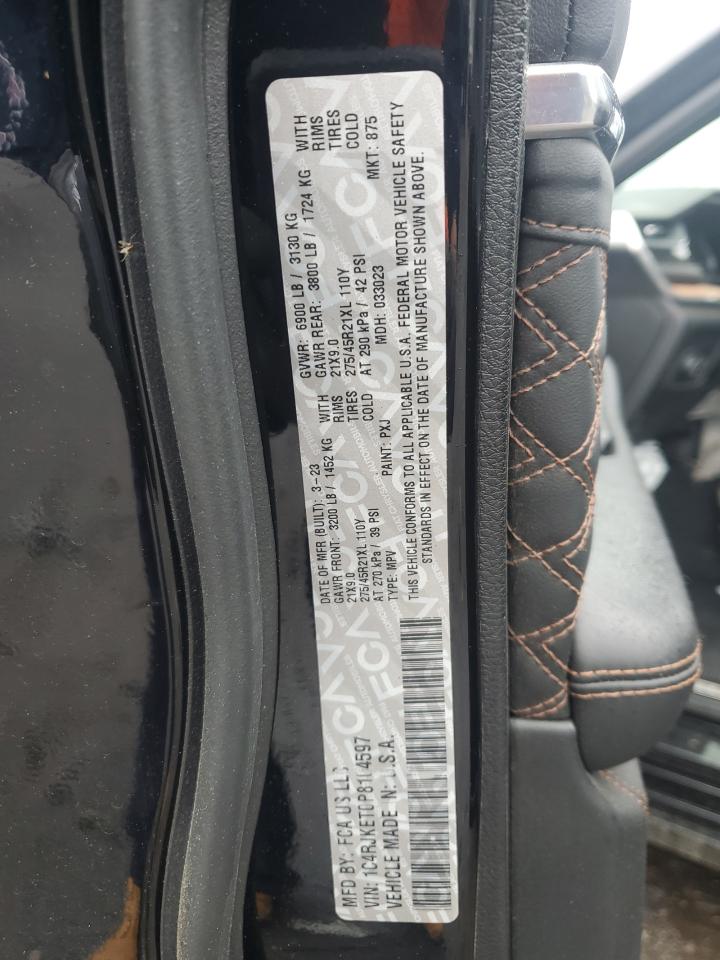 MFD BY: FCA US LLC
DATE OF MFR (BUILT): 3-23
GVWR: 6900 LB / 3130 KG
GAWR FRONT: 3200 LB / 1452 KG WITH
21X9.0 RIMS
275/45R21XL 110Y TIRES
AT 270 kPa / 39 PSI COLD
GAWR REAR: 3800 LB / 1724 KG WITH
21X9.0 RIMS
275/45R21XL 110Y TIRES
AT 290 kPa / 42 PSI COLD
VIN:
VEHICLE MADE IN: U.S.A.
TYPE: MPV
PAINT: PXJ
MDH: 033023
MKT: 875
THIS VEHICLE CONFORMS TO ALL APPLICABLE U.S.A. FEDERAL MOTOR VEHICLE SAFETY
STANDARDS IN EFFECT ON THE DATE OF MANUFACTURE SHOWN ABOVE.